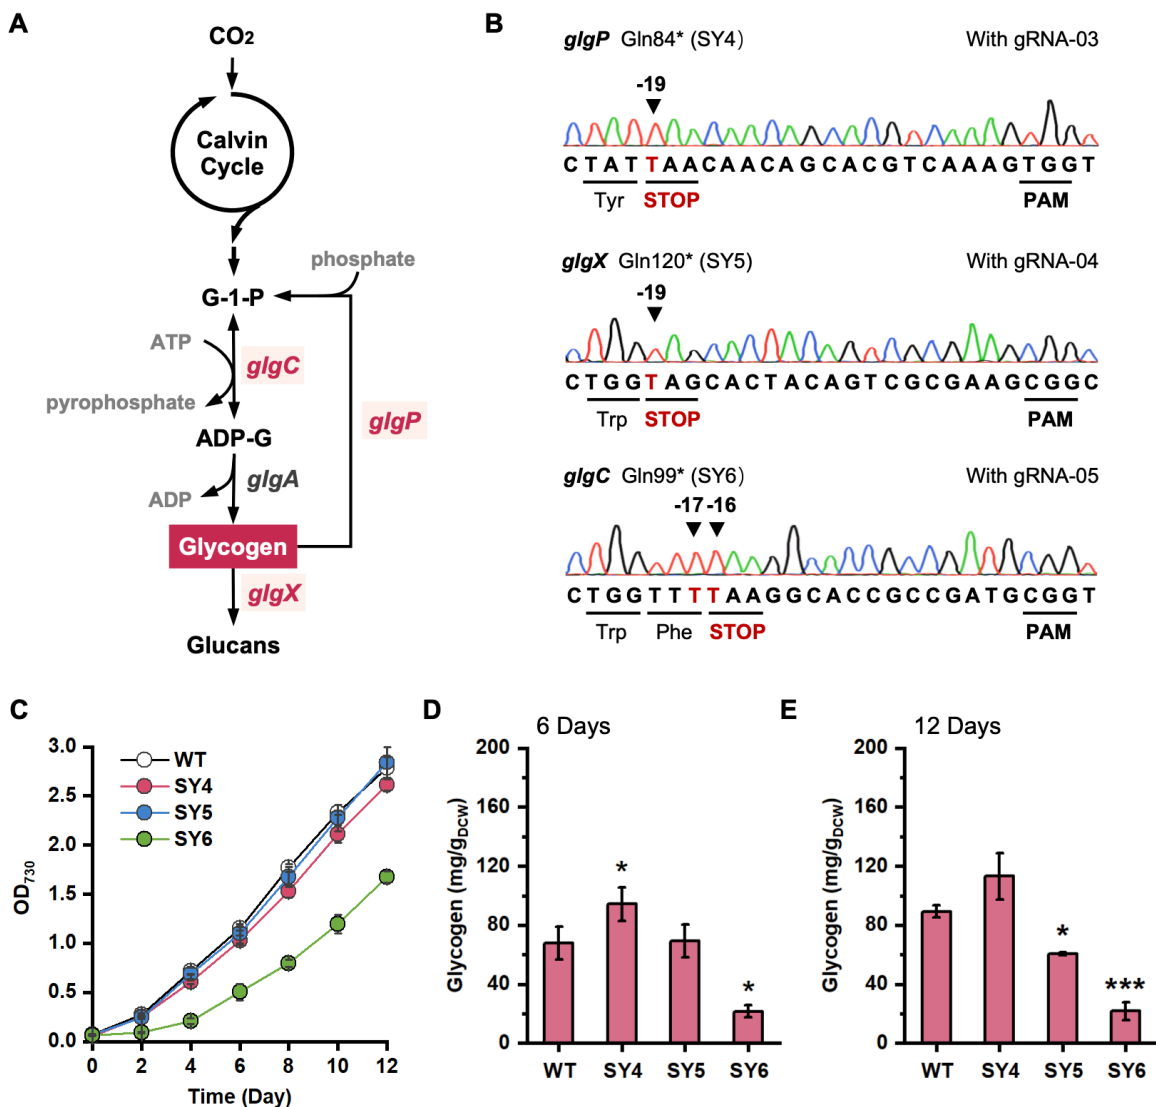 A
CO2
Calvin
Cycle
phosphate
G-1-P
ATP
glgC
pyrophosphate
glgP
ADP-G
glgA
ADP
Glycogen
glgX
Glucans
B
glgP Gln84* (SY4) With gRNA-03
-19
C T A T T A A C A A C A G C A C G T C A A A G T G G T
Tyr STOP PAM
glgX Gln120* (SY5) With gRNA-04
-19
C T G G T A G C A C T A C A G T C G C G A A G C G G C
Trp STOP PAM
glgC Gln99* (SY6) With gRNA-05
-17 -16
C T G G T T T T A A G G C A C C G C C G A T G C G G T
Trp Phe STOP PAM
C
WT
SY4
SY5
SY6
OD730
3.0
2.5
2.0
1.5
1.0
0.5
0.0
0 2 4 6 8 10 12
Time (Day)
D
6 Days
Glycogen (mg/gDCW)
200
160
120
80
40
0
*
*
WT SY4 SY5 SY6
E
12 Days
Glycogen (mg/gDCW)
200
160
120
80
40
0
*
***
WT SY4 SY5 SY6